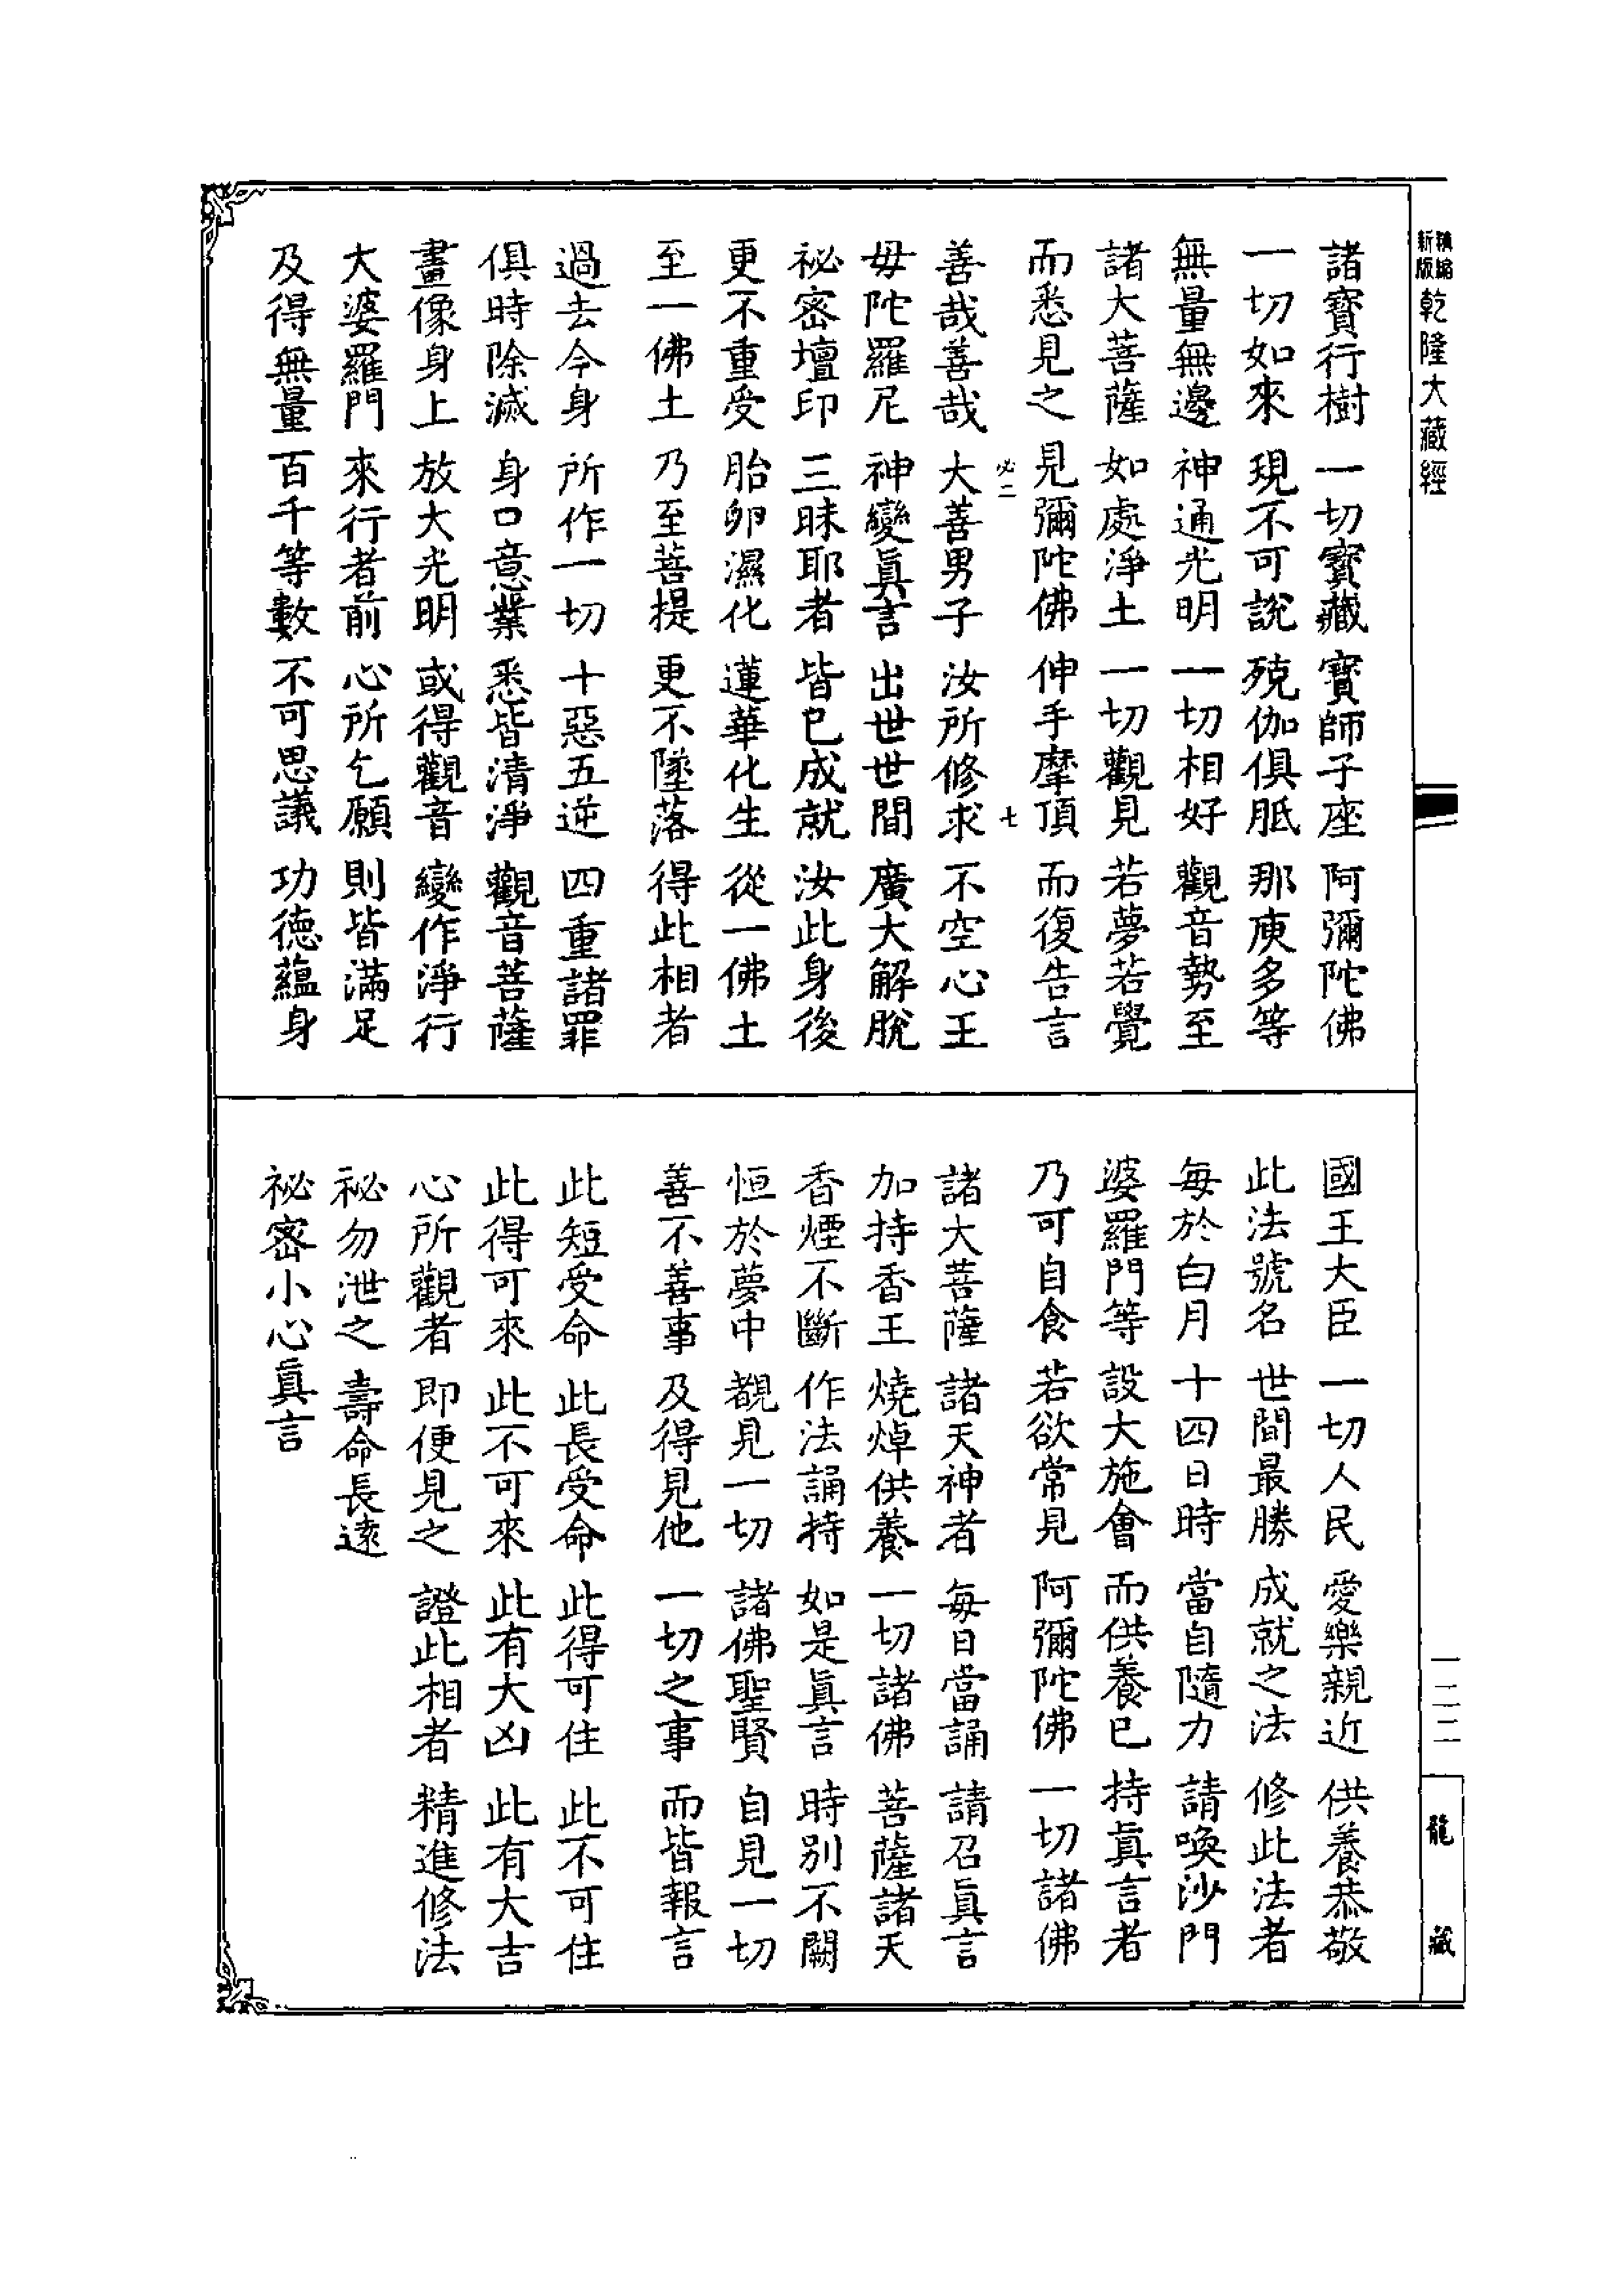 新版精縮乾隆大藏經
諸寶行樹 一切寶藏 寶師子座 阿彌陀佛
一切如來 現不可說 殑伽俱胝 那庾多等
無量無邊 神通光明 一切相好 觀音勢至
諸大菩薩 如處淨土 一切觀見 若夢若覺
而悉見之 見彌陀佛 伸手摩頂 而復告言
必二 七
善哉善哉 大善男子 汝所修求 不空心王
毋陀羅尼 神變眞言 出世世間 廣大解脫
祕密壇印 三昧耶者 皆已成就 汝此身後
更不重受 胎卵濕化 蓮華化生 從一佛土
至一佛土 乃至菩提 更不墜落 得此相者
過去今身 所作一切 十惡五逆 四重諸罪
俱時除滅 身口意業 悉皆清淨 觀音菩薩
畫像身上 放大光明 或得觀音 變作淨行
大婆羅門 來行者前 心所乞願 則皆滿足
及得無量 百千等數 不可思議 功德蘊身
國王大臣 一切人民 愛樂親近 供養恭敬
此法號名 世間最勝 成就之法 修此法者
每於白月 十四日時 當自隨力 請喚沙門
婆羅門等 設大施會 而供養已 持眞言者
乃可自食 若欲常見 阿彌陀佛 一切諸佛
諸大菩薩 諸天神者 每日當誦 請召眞言
加持香王 燒焯供養 一切諸佛 菩薩諸天
香煙不斷 作法誦持 如是眞言 時別不闕
恒於夢中 覩見一切 諸佛聖賢 自見一切
善不善事 及得見他 一切之事 而皆報言
此短受命 此長受命 此得可住 此不可住
此得可來 此不可來 此有大凶 此有大吉
心所觀者 即便見之 證此相者 精進修法
祕勿泄之 壽命長遠
祕密小心眞言
一二二
龍藏